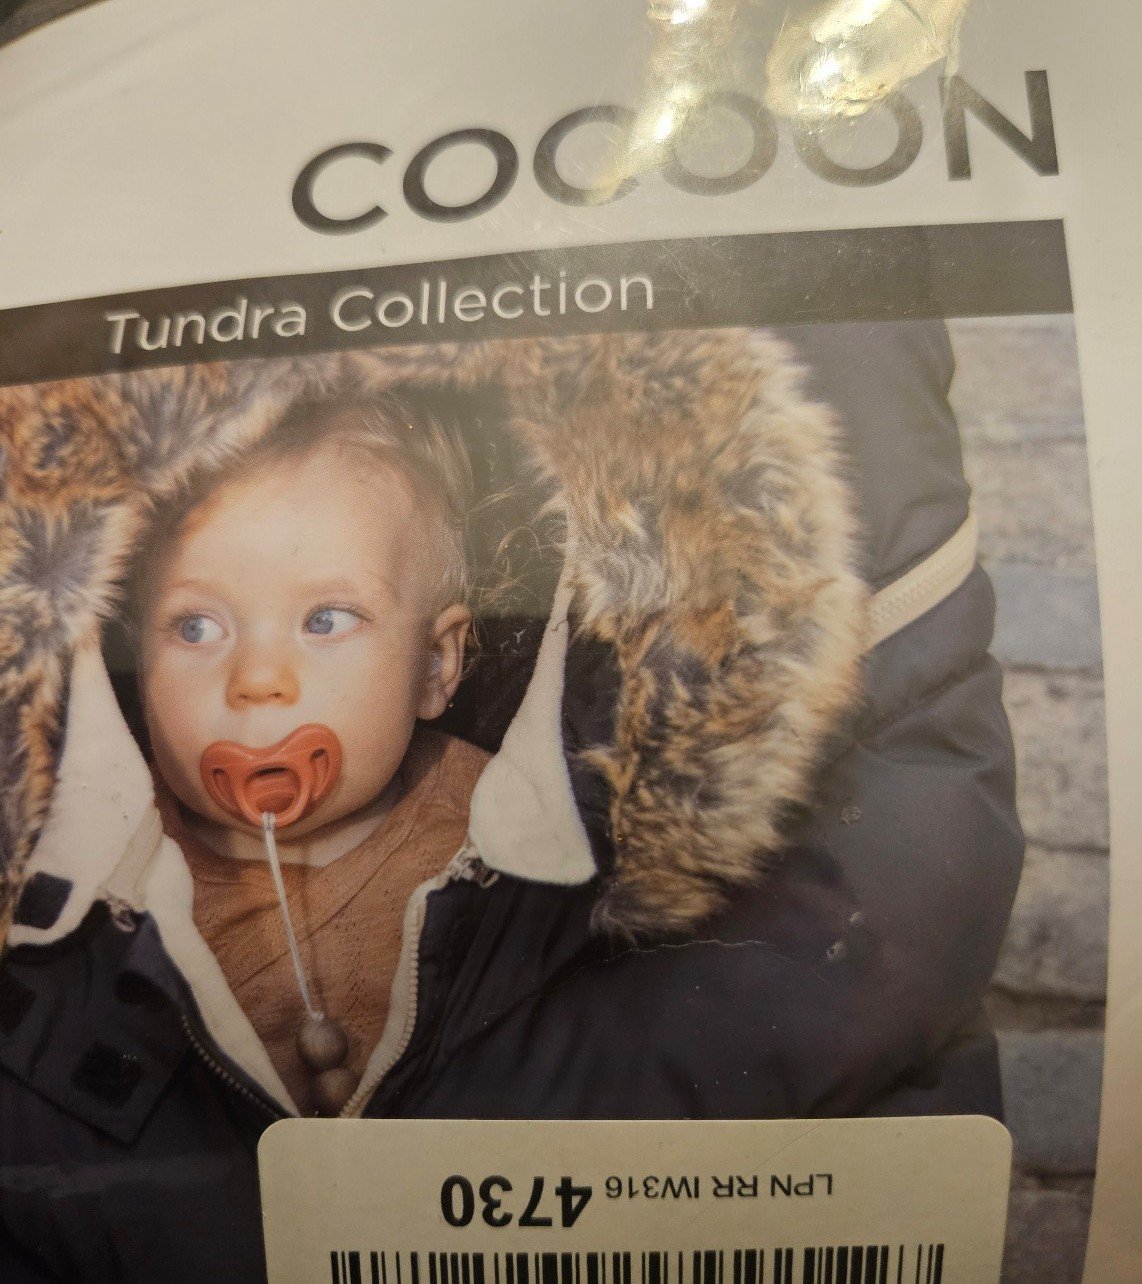 COCOON
Tundra Collection
LPN RR IW316 4730